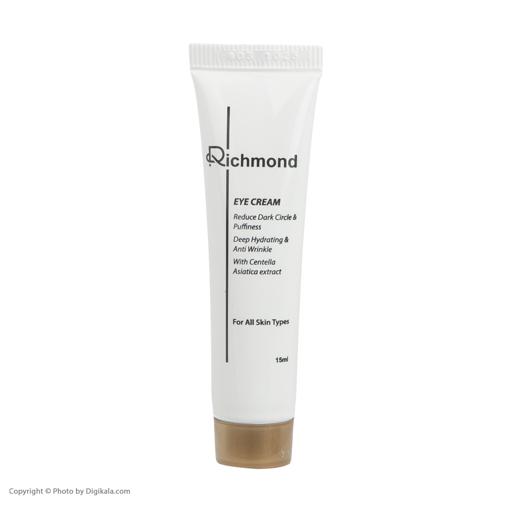 Richmond
EYE CREAM
Reduce Dark Circle &
Puffiness
Deep Hydrating &
Anti Wrinkle
With Centella
Asiatica extract
For All Skin Types
15ml
Copyright © Photo by Digikala.com